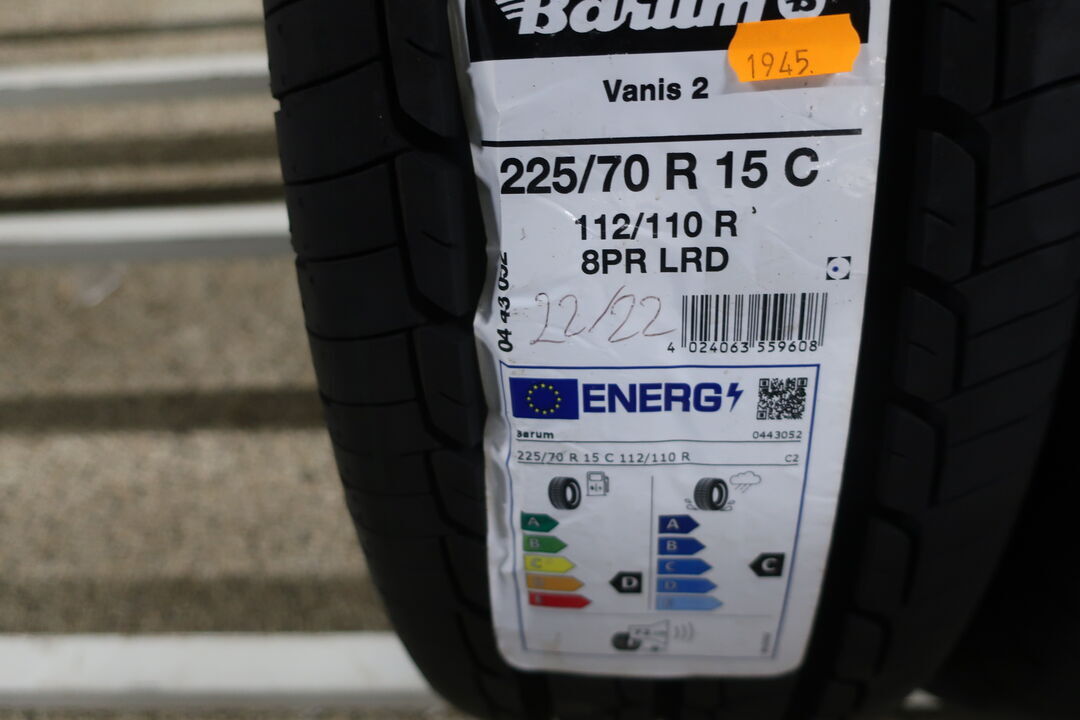 Barum
1945.
Vanis 2
225/70 R 15 C
112/110 R
8PR LRD
04 43 052
22/22
4 024063 559608
ENERG
Barum 0443052
225/70 R 15 C 112/110 R C2
A A
B B
C C C
D D